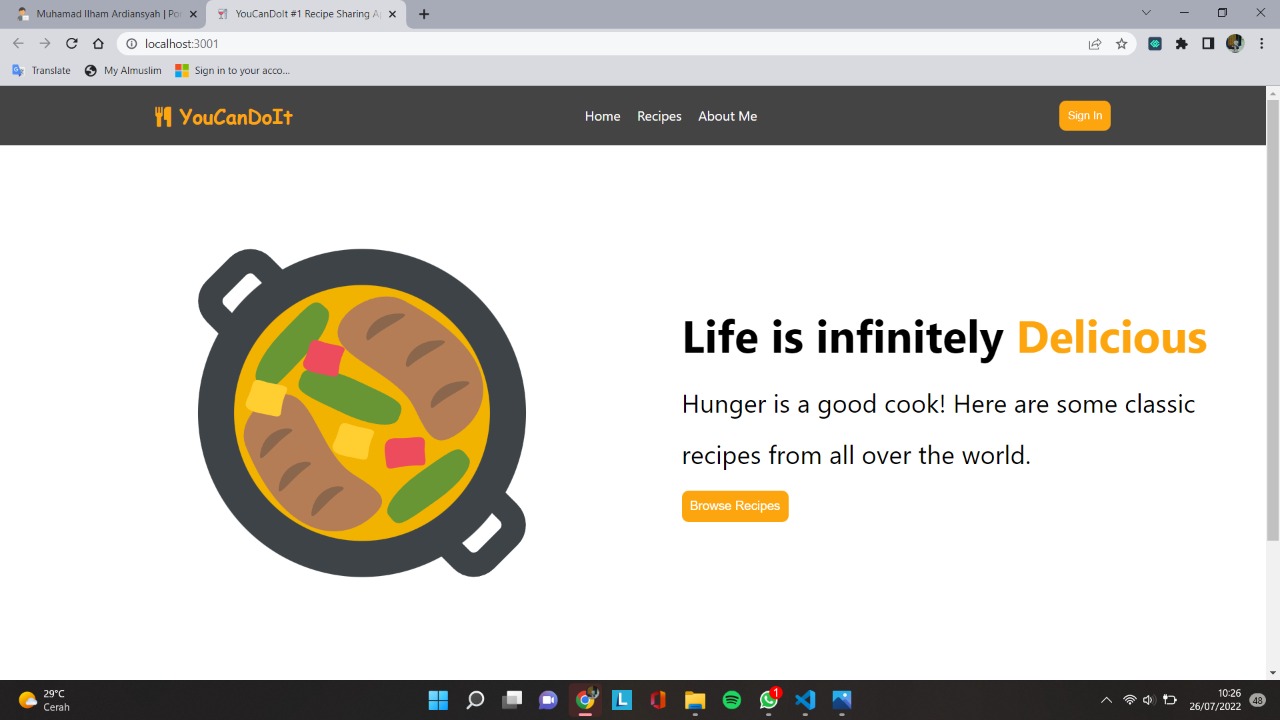 Muhamad Ilham Ardiansyah | Po
YouCanDoIt #1 Recipe Sharing A
localhost:3001
Translate
My Almuslim
Sign in to your acco...
YouCanDoIt
Home
Recipes
About Me
Sign In
Life is infinitely Delicious
Hunger is a good cook! Here are some classic
recipes from all over the world.
Browse Recipes
29°C
Cerah
L
1
10:26
26/07/2022
48